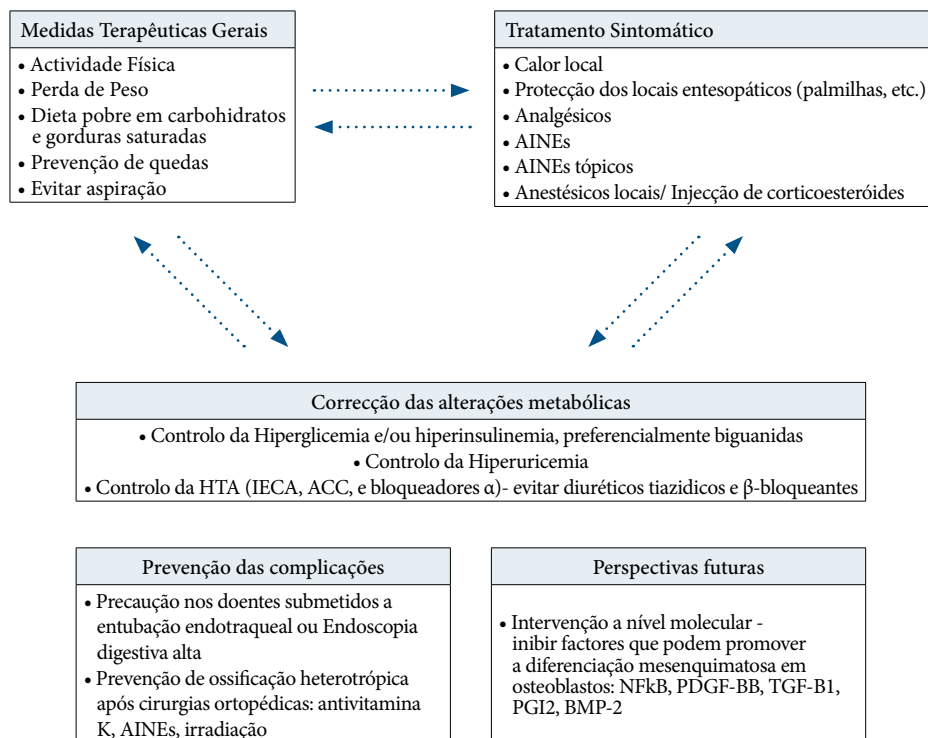 Medidas Terapêuticas Gerais
• Actividade Física
• Perda de Peso
• Dieta pobre em carbohidratos
e gorduras saturadas
• Prevenção de quedas
• Evitar aspiração
Tratamento Sintomático
• Calor local
• Protecção dos locais entesopáticos (palmilhas, etc.)
• Analgésicos
• AINEs
• AINEs tópicos
• Anestésicos locais/ Injecção de corticoesteróides
Correcção das alterações metabólicas
• Controlo da Hiperglicemia e/ou hiperinsulinemia, preferencialmente biguanidas
• Controlo da Hiperuricemia
• Controlo da HTA (IECA, ACC, e bloqueadores α)- evitar diuréticos tiazidicos e β-bloqueantes
Prevenção das complicações
• Precaução nos doentes submetidos a
entubação endotraqueal ou Endoscopia
digestiva alta
• Prevenção de ossificação heterotrópica
após cirurgias ortopédicas: antivitamina
K, AINEs, irradiação
Perspectivas futuras
• Intervenção a nível molecular -
inibir factores que podem promover
a diferenciação mesenquimatosa em
osteoblastos: NFkB, PDGF-BB, TGF-B1,
PGI2, BMP-2